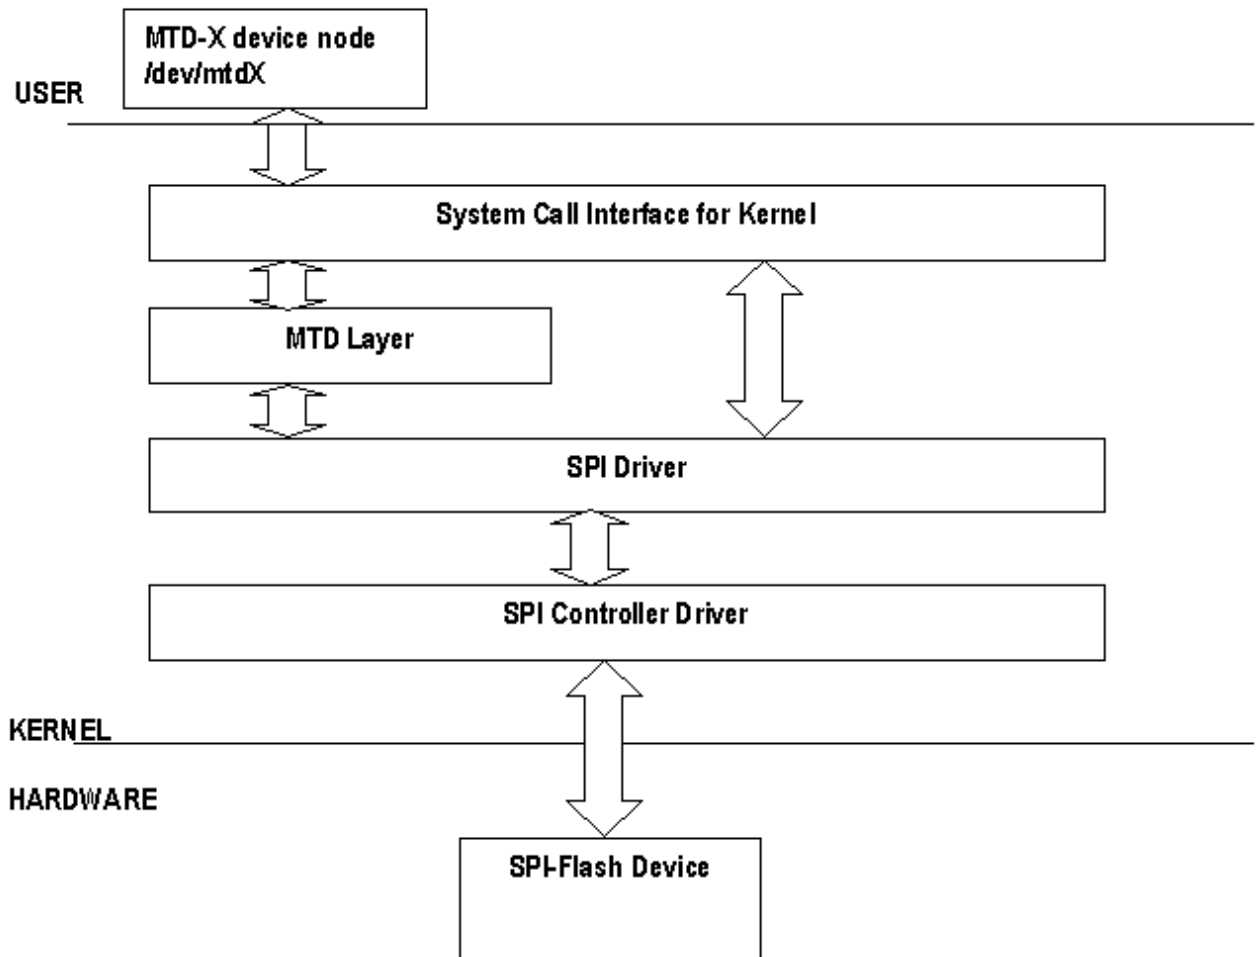 MTD-X device node
/dev/mtdX
USER
System Call Interface for Kernel
MTD Layer
SPI Driver
SPI Controller Driver
KERNEL
HARDWARE
SPI-Flash Device